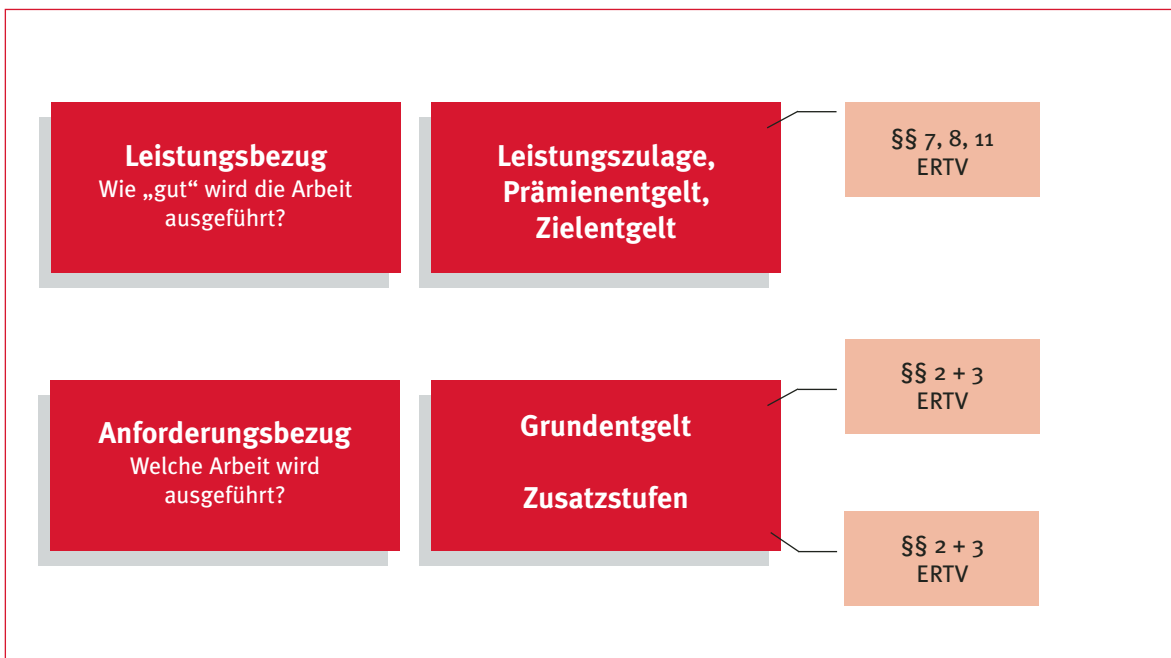 Leistungsbezug
Wie „gut“ wird die Arbeit
ausgeführt?
Leistungszulage,
Prämienentgelt,
Zielentgelt
§§ 7, 8, 11
ERTV
Anforderungsbezug
Welche Arbeit wird
ausgeführt?
Grundentgelt
Zusatzstufen
§§ 2 + 3
ERTV
§§ 2 + 3
ERTV